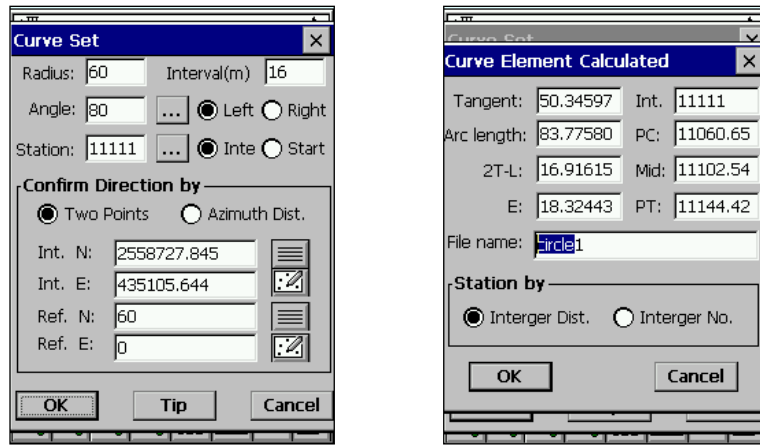 Curve Set
Radius: 60 Interval(m) 16
Angle: 80 ... Left Right
Station: 11111 ... Inte Start
Confirm Direction by
Two Points Azimuth Dist.
Int. N: 2558727.845
Int. E: 435105.644
Ref. N: 60
Ref. E: 0
OK Tip Cancel
Curve Set
Curve Element Calculated
Tangent: 50.34597 Int. 11111
Arc length: 83.77580 PC: 11060.65
2T-L: 16.91615 Mid: 11102.54
E: 18.32443 PT: 11144.42
File name: circle1
Station by
Interger Dist. Interger No.
OK Cancel